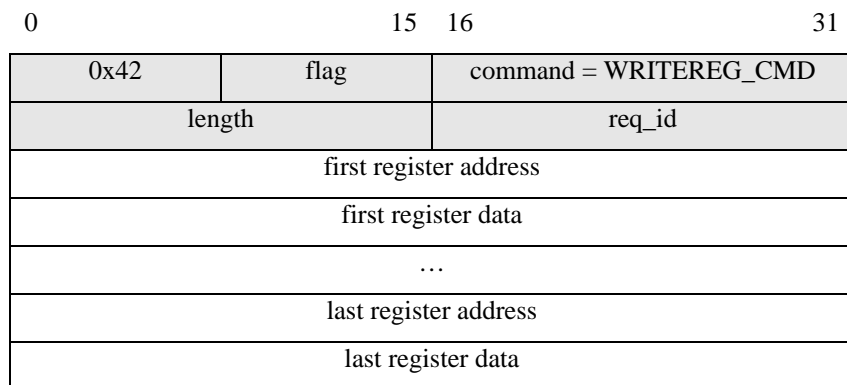 0 15 16 31
0x42 flag command = WRITEREG_CMD
length req_id
first register address
first register data
…
last register address
last register data